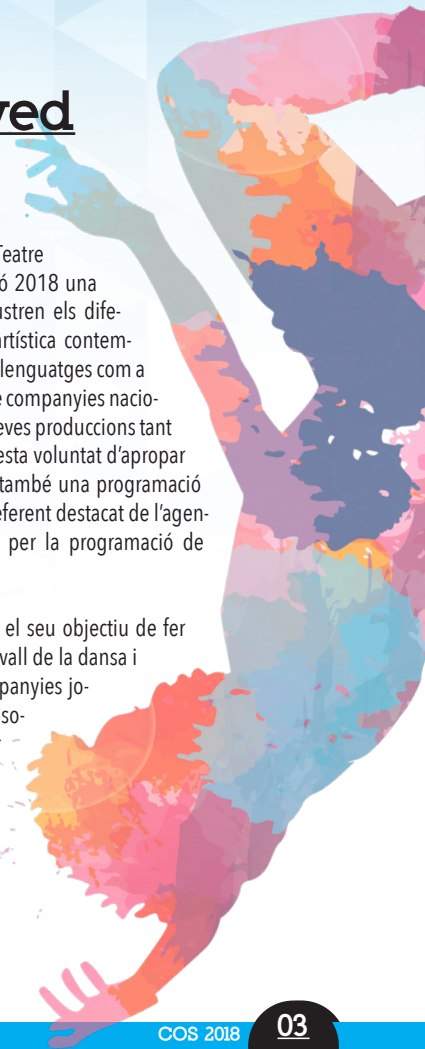 Teatre
ó 2018 una
ustren els dife-
artística contem-
llenguatges com a
e companyies nacio-
eves produccions tant
esta voluntat d’apropar
també una programació
eferent destacat de l’agen-
per la programació de
el seu objectiu de fer
vall de la dansa i
panyies jo-
so-
COS 2018
03